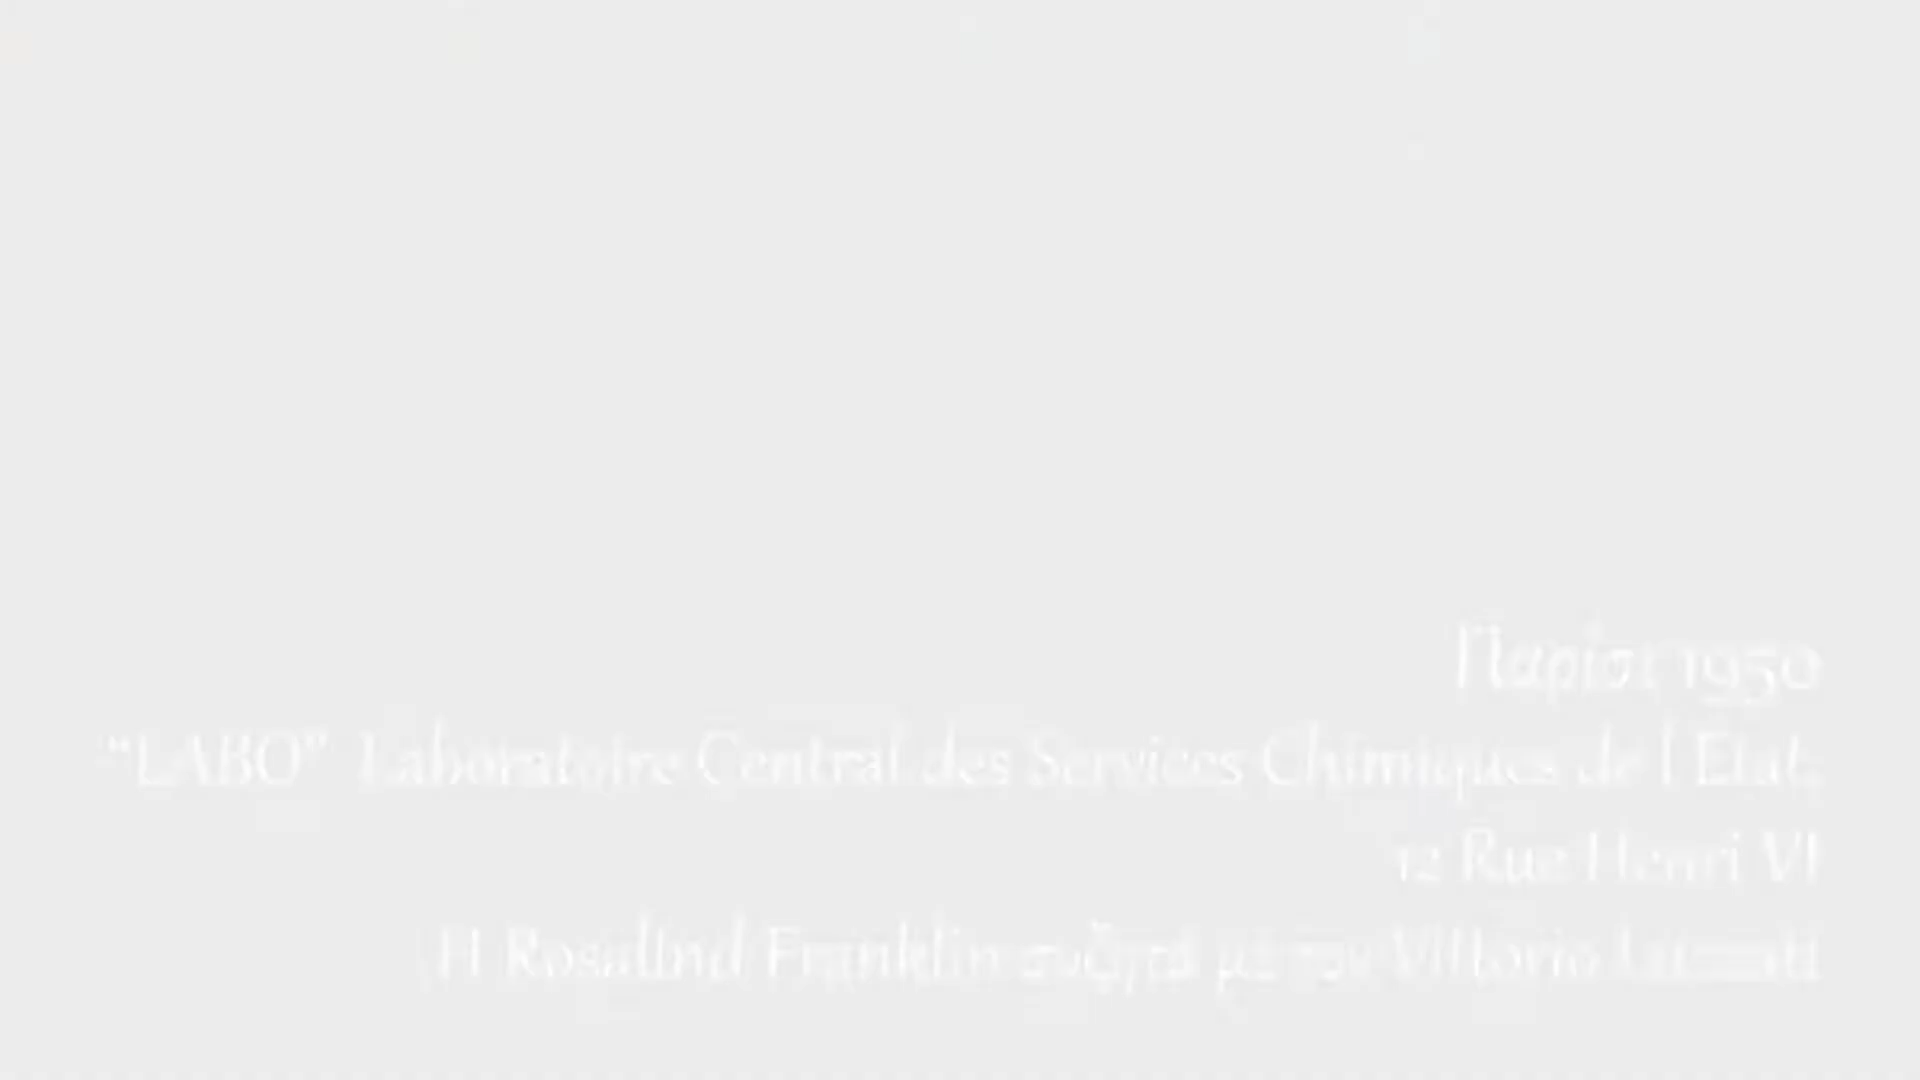 Παρίσι 1950
“LABO” Laboratoire Central des Services Chimiques de l Etat,
12 Rue Henri VI
Η Rosalind Franklin συζητά με τον Vittorio Luzzati